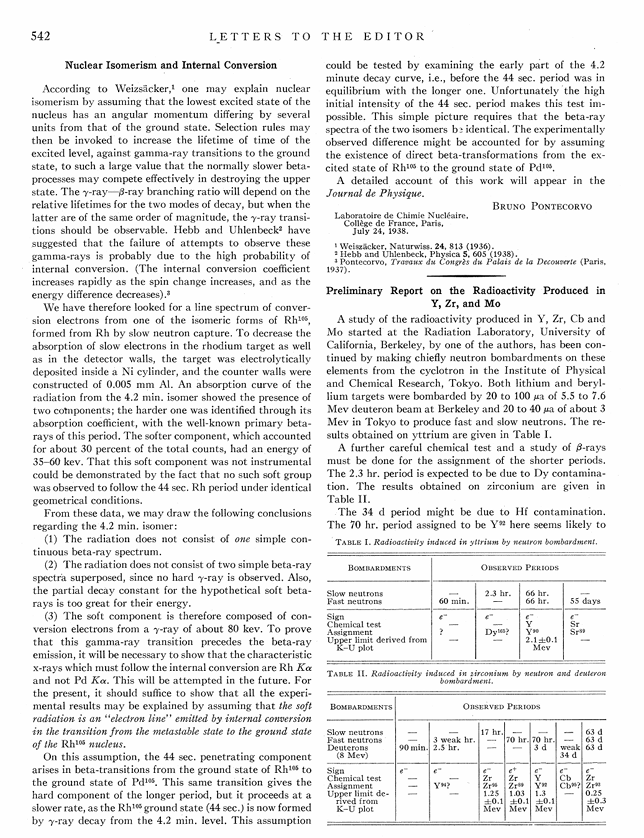 542
LETTERS TO THE EDITOR
Nuclear Isomerism and Internal Conversion
According to Weizsäcker,¹ one may explain nuclear
isomerism by assuming that the lowest excited state of the
nucleus has an angular momentum differing by several
units from that of the ground state. Selection rules may
then be invoked to increase the lifetime of time of the
excited level, against gamma-ray transitions to the ground
state, to such a large value that the normally slower beta-
processes may compete effectively in destroying the upper
state. The γ-ray—β-ray branching ratio will depend on the
relative lifetimes for the two modes of decay, but when the
latter are of the same order of magnitude, the γ-ray transi-
tions should be observable. Hebb and Uhlenbeck² have
suggested that the failure of attempts to observe these
gamma-rays is probably due to the high probability of
internal conversion. (The internal conversion coefficient
increases rapidly as the spin change increases, and as the
energy difference decreases).³
We have therefore looked for a line spectrum of conver-
sion electrons from one of the isomeric forms of Rh¹⁰⁵,
formed from Rh by slow neutron capture. To decrease the
absorption of slow electrons in the rhodium target as well
as in the detector walls, the target was electrolytically
deposited inside a Ni cylinder, and the counter walls were
constructed of 0.005 mm Al. An absorption curve of the
radiation from the 4.2 min. isomer showed the presence of
two components; the harder one was identified through its
absorption coefficient, with the well-known primary beta-
rays of this period. The softer component, which accounted
for about 30 percent of the total counts, had an energy of
35-60 kev. That this soft component was not instrumental
could be demonstrated by the fact that no such soft group
was observed to follow the 44 sec. Rh period under identical
geometrical conditions.
From these data, we may draw the following conclusions
regarding the 4.2 min. isomer:
(1) The radiation does not consist of one simple con-
tinuous beta-ray spectrum.
(2) The radiation does not consist of two simple beta-ray
spectra superposed, since no hard γ-ray is observed. Also,
the partial decay constant for the hypothetical soft beta-
rays is too great for their energy.
(3) The soft component is therefore composed of con-
version electrons from a γ-ray of about 80 kev. To prove
that this gamma-ray transition precedes the beta-ray
emission, it will be necessary to show that the characteristic
x-rays which must follow the internal conversion are Rh Kα
and not Pd Kα. This will be attempted in the future. For
the present, it should suffice to show that all the experi-
mental results may be explained by assuming that the soft
radiation is an "electron line" emitted by internal conversion
in the transition from the metastable state to the ground state
of the Rh¹⁰⁵ nucleus.
On this assumption, the 44 sec. penetrating component
arises in beta-transitions from the ground state of Rh¹⁰⁵ to
the ground state of Pd¹⁰⁵. This same transition gives the
hard component of the longer period, but it proceeds at a
slower rate, as the Rh¹⁰⁵ ground state (44 sec.) is now formed
by γ-ray decay from the 4.2 min. level. This assumption
could be tested by examining the early part of the 4.2
minute decay curve, i.e., before the 44 sec. period was in
equilibrium with the longer one. Unfortunately the high
initial intensity of the 44 sec. period makes this test im-
possible. This simple picture requires that the beta-ray
spectra of the two isomers be identical. The experimentally
observed difference might be accounted for by assuming
the existence of direct beta-transformations from the ex-
cited state of Rh¹⁰⁵ to the ground state of Pd¹⁰⁵.
A detailed account of this work will appear in the
Journal de Physique.
BRUNO PONTECORVO
Laboratoire de Chimie Nucléaire,
Collège de France, Paris,
July 24, 1938.
¹ Weiszäcker, Naturwiss. 24, 813 (1936).
² Hebb and Uhlenbeck, Physica 5, 605 (1938).
³ Pontecorvo, Travaux du Congrès du Palais de la Decouverte (Paris,
1937).
Preliminary Report on the Radioactivity Produced in
Y, Zr, and Mo
A study of the radioactivity produced in Y, Zr, Cb and
Mo started at the Radiation Laboratory, University of
California, Berkeley, by one of the authors, has been con-
tinued by making chiefly neutron bombardments on these
elements from the cyclotron in the Institute of Physical
and Chemical Research, Tokyo. Both lithium and beryl-
lium targets were bombarded by 20 to 100 μa of 5.5 to 7.6
Mev deuteron beam at Berkeley and 20 to 40 μa of about 3
Mev in Tokyo to produce fast and slow neutrons. The re-
sults obtained on yttrium are given in Table I.
A further careful chemical test and a study of β-rays
must be done for the assignment of the shorter periods.
The 2.3 hr. period is expected to be due to Dy contamina-
tion. The results obtained on zirconium are given in
Table II.
The 34 d period might be due to Hf contamination.
The 70 hr. period assigned to be Y⁹² here seems likely to
TABLE I. Radioactivity induced in yttrium by neutron bombardment.
BOMBARDMENTS OBSERVED PERIODS
Slow neutrons — 2.3 hr. 66 hr. —
Fast neutrons 60 min. — 66 hr. 55 days
Sign e⁻ e⁻ e⁻ e⁻
Chemical test — — Y Sr
Assignment ? Dy¹⁶⁵? Y⁹⁰ Sr⁸⁹
Upper limit derived from — — 2.1±0.1 —
K-U plot Mev
TABLE II. Radioactivity induced in zirconium by neutron and deuteron
bombardment.
BOMBARDMENTS OBSERVED PERIODS
Slow neutrons — — 17 hr. — — — 63 d
Fast neutrons — 3 weak hr. — 70 hr. 70 hr. — 63 d
Deuterons 90 min. 2.5 hr. — — 3 d weak 63 d
(8 Mev) 34 d
Sign e⁻ e⁻ e⁻ e⁺ e⁻ e⁻ e⁻
Chemical test — — Zr Zr Y Cb Zr
Assignment — Y⁹⁴? Zr⁹⁵ Zr⁸⁹ Y⁹² Cb⁹⁶? Zr⁹³
Upper limit de- 1.25 1.03 1.3 — 0.25
rived from ±0.1 ±0.1 ±0.1 ±0.3
K-U plot Mev Mev Mev Mev